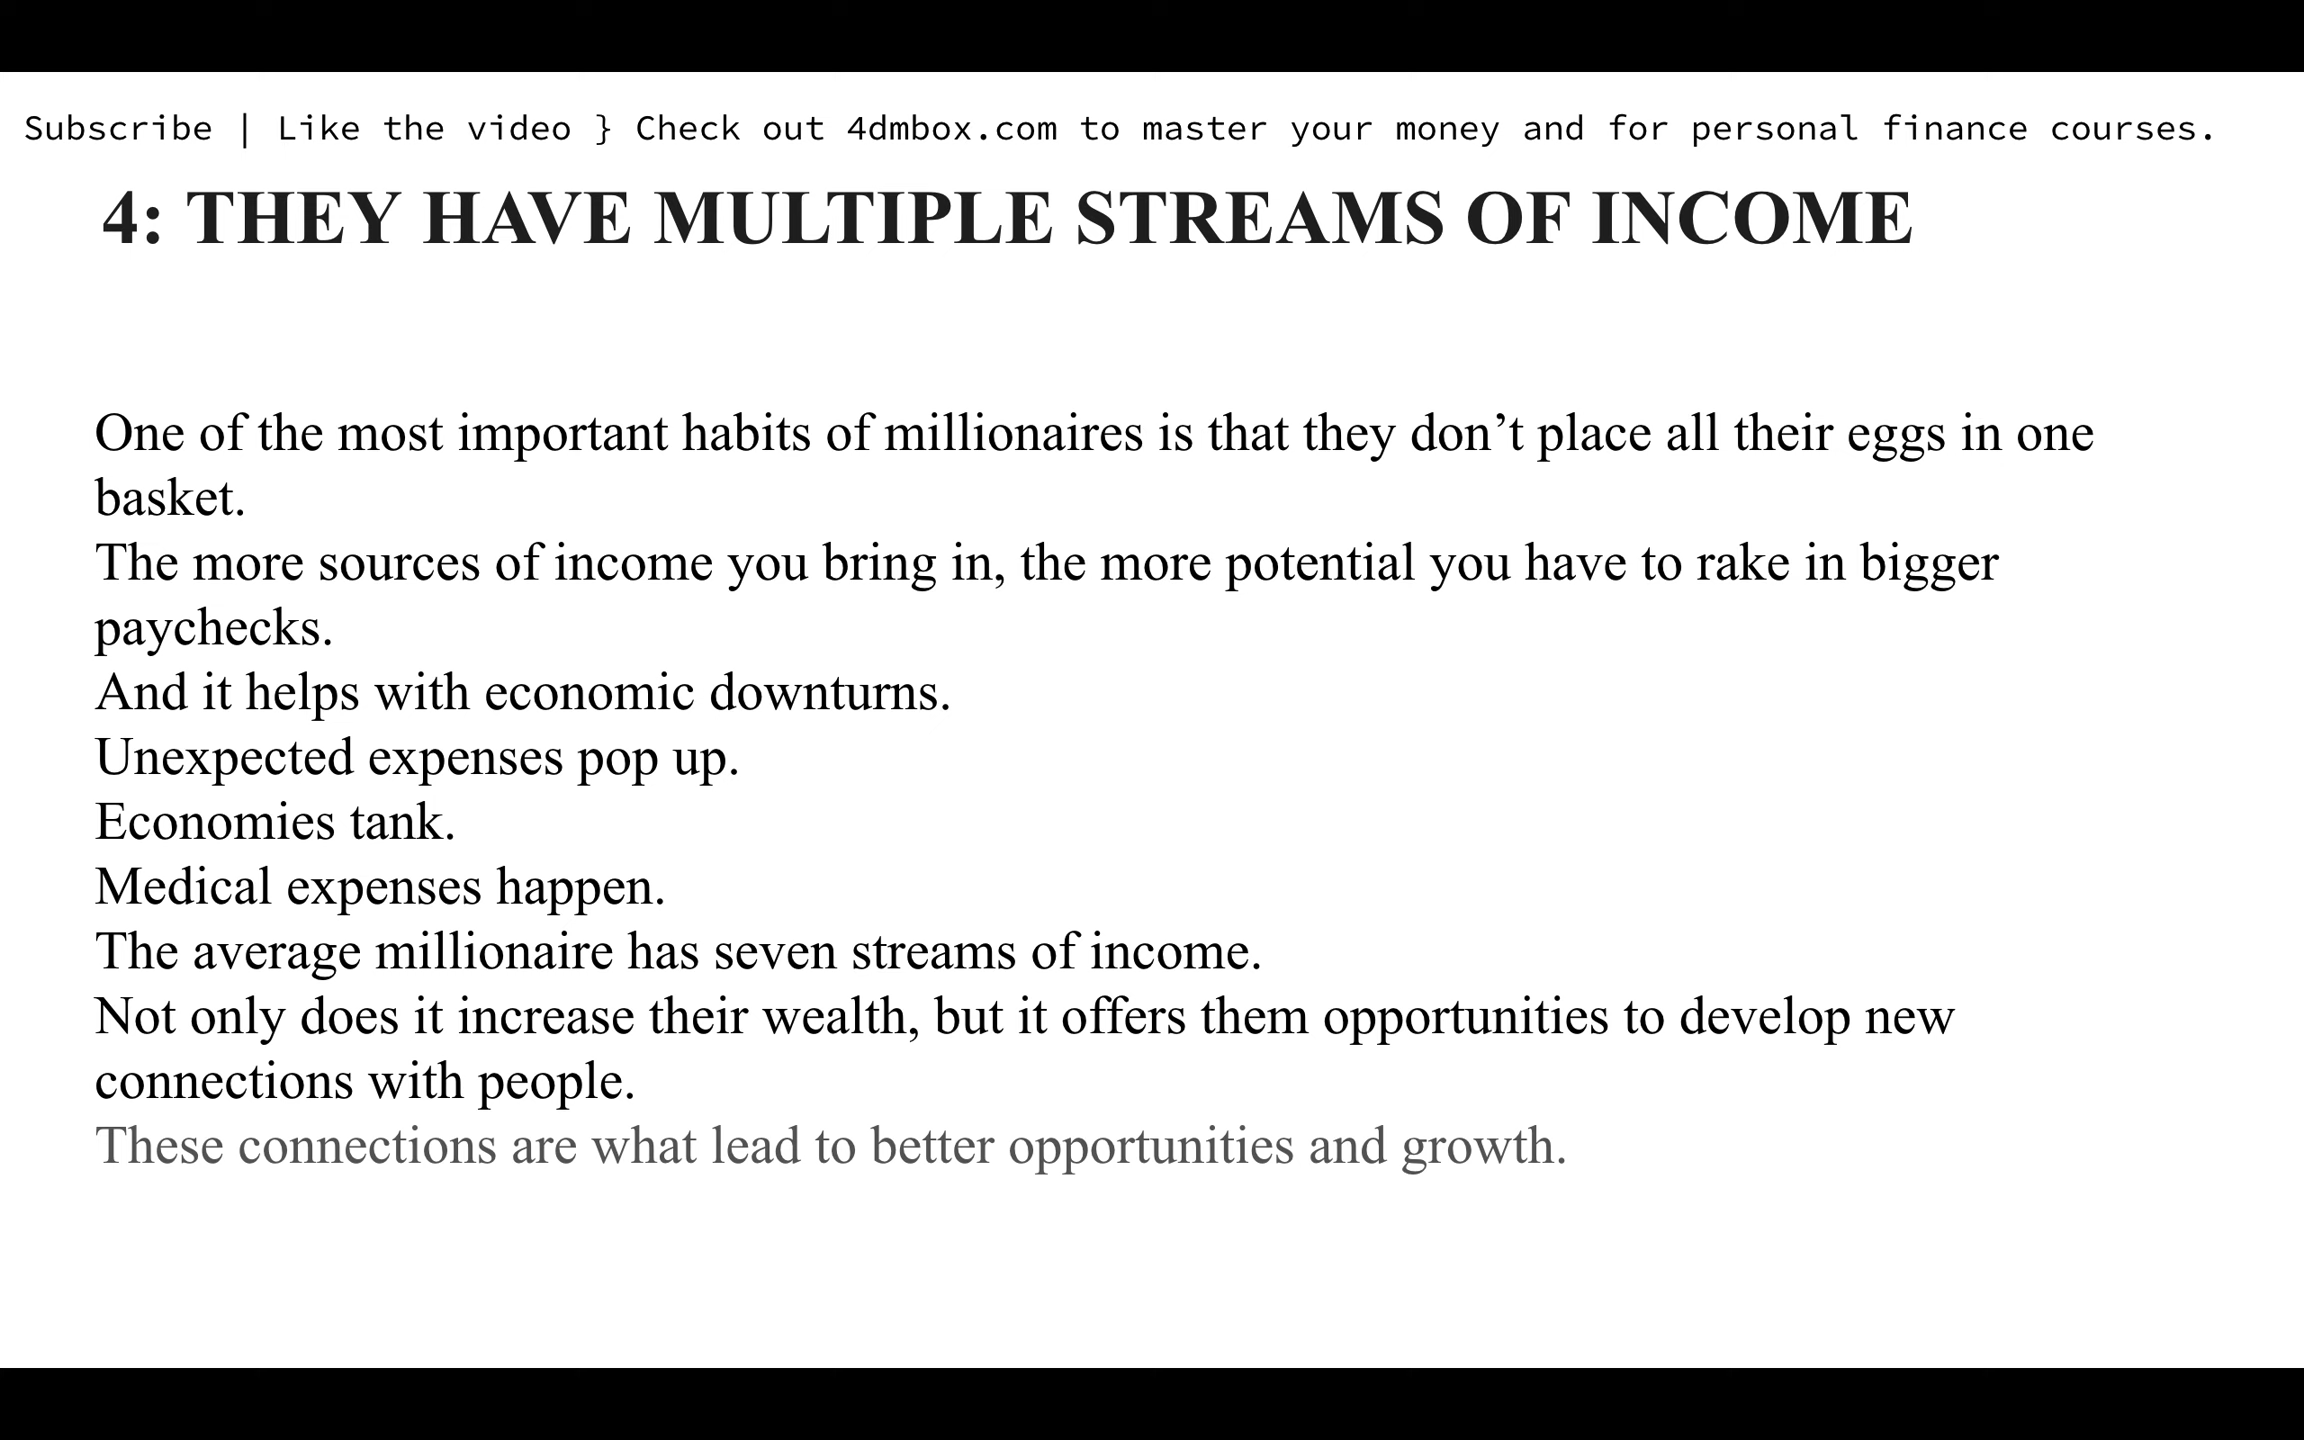 Subscribe | Like the video } Check out 4dmbox.com to master your money and for personal finance courses.
4: THEY HAVE MULTIPLE STREAMS OF INCOME
One of the most important habits of millionaires is that they don’t place all their eggs in one
basket.
The more sources of income you bring in, the more potential you have to rake in bigger
paychecks.
And it helps with economic downturns.
Unexpected expenses pop up.
Economies tank.
Medical expenses happen.
The average millionaire has seven streams of income.
Not only does it increase their wealth, but it offers them opportunities to develop new
connections with people.
These connections are what lead to better opportunities and growth.